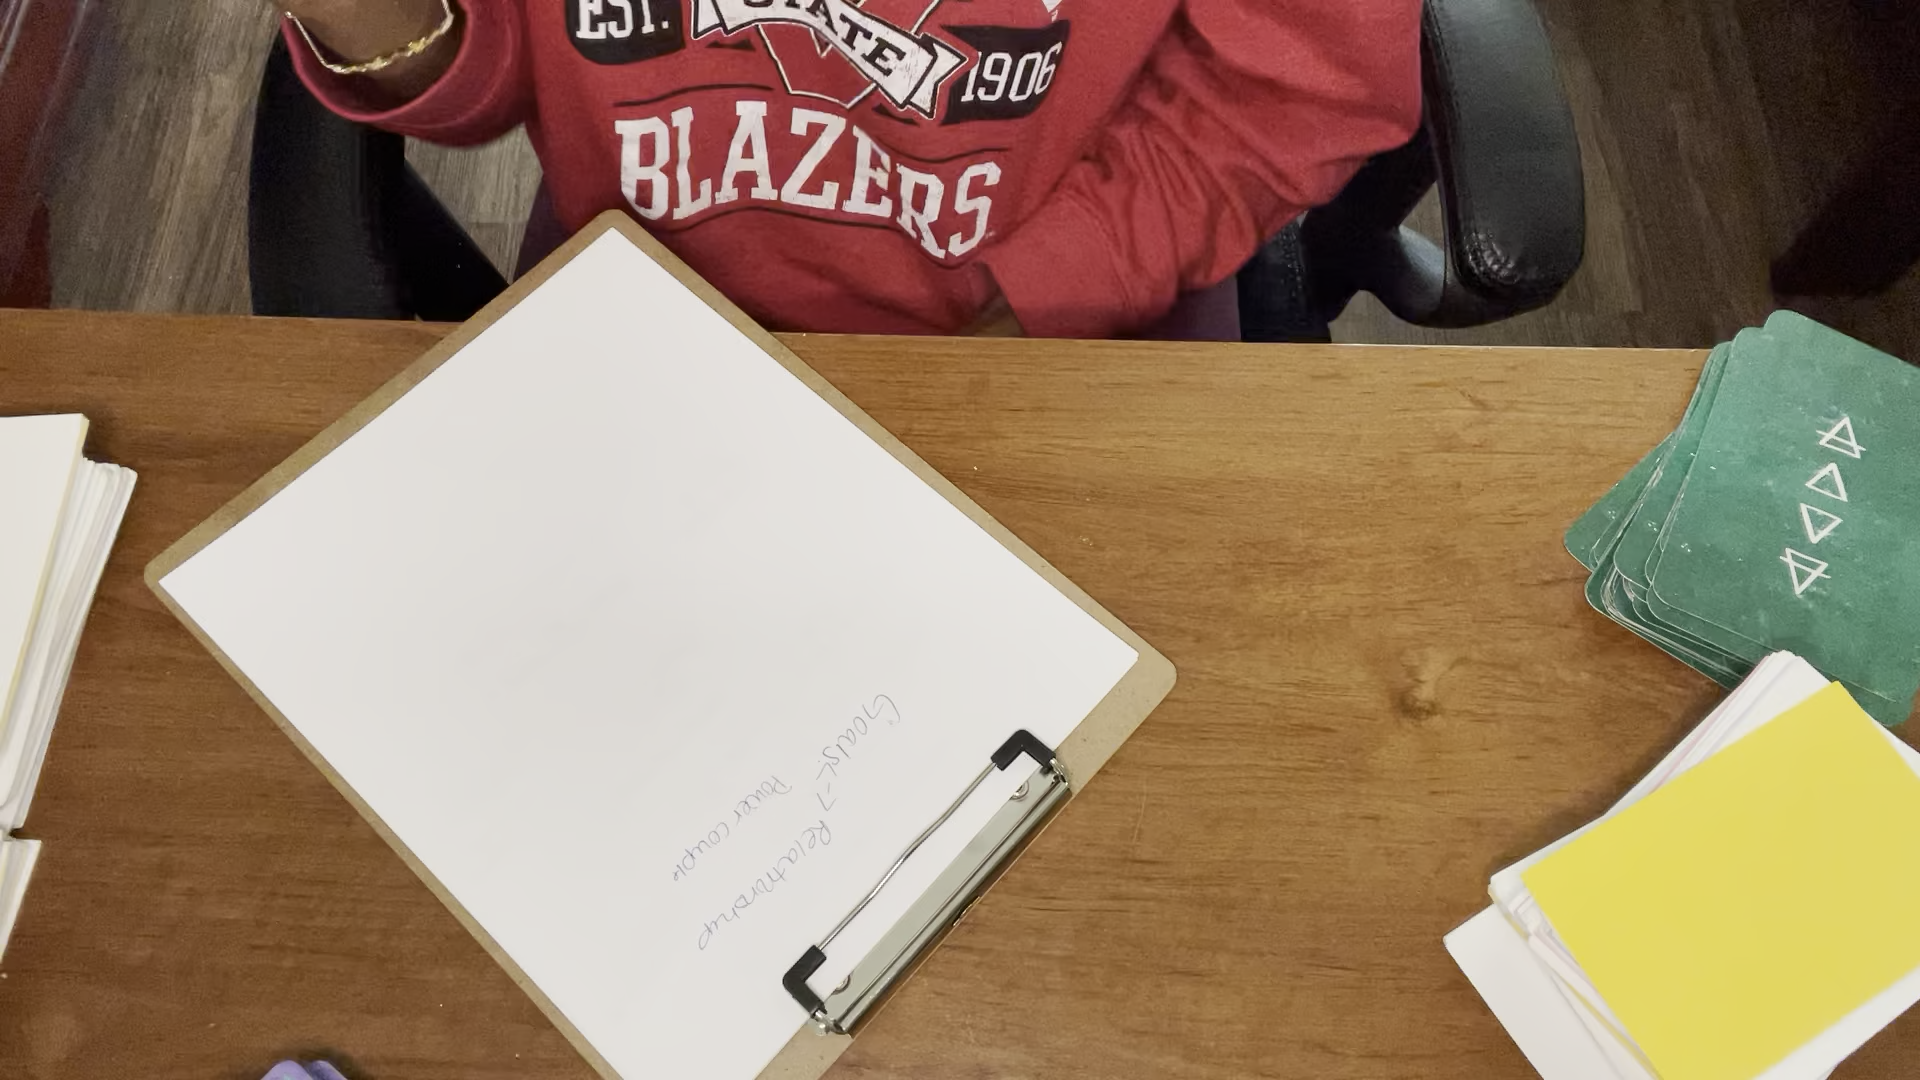 EST.
STATE
1906
BLAZERS
Goals:-> Relationship
Power couple